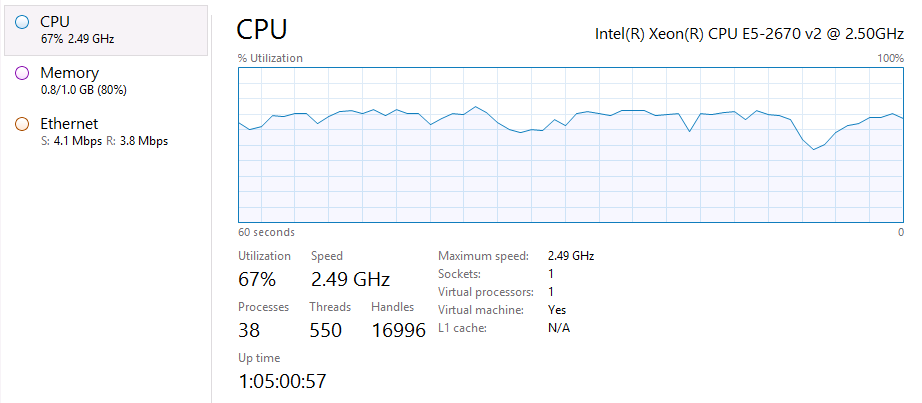 CPU
67% 2.49 GHz
Memory
0.8/1.0 GB (80%)
Ethernet
S: 4.1 Mbps R: 3.8 Mbps
CPU
Intel(R) Xeon(R) CPU E5-2670 v2 @ 2.50GHz
% Utilization
100%
60 seconds
0
Utilization Speed
67% 2.49 GHz
Processes Threads Handles
38 550 16996
Up time
1:05:00:57
Maximum speed: 2.49 GHz
Sockets: 1
Virtual processors: 1
Virtual machine: Yes
L1 cache: N/A